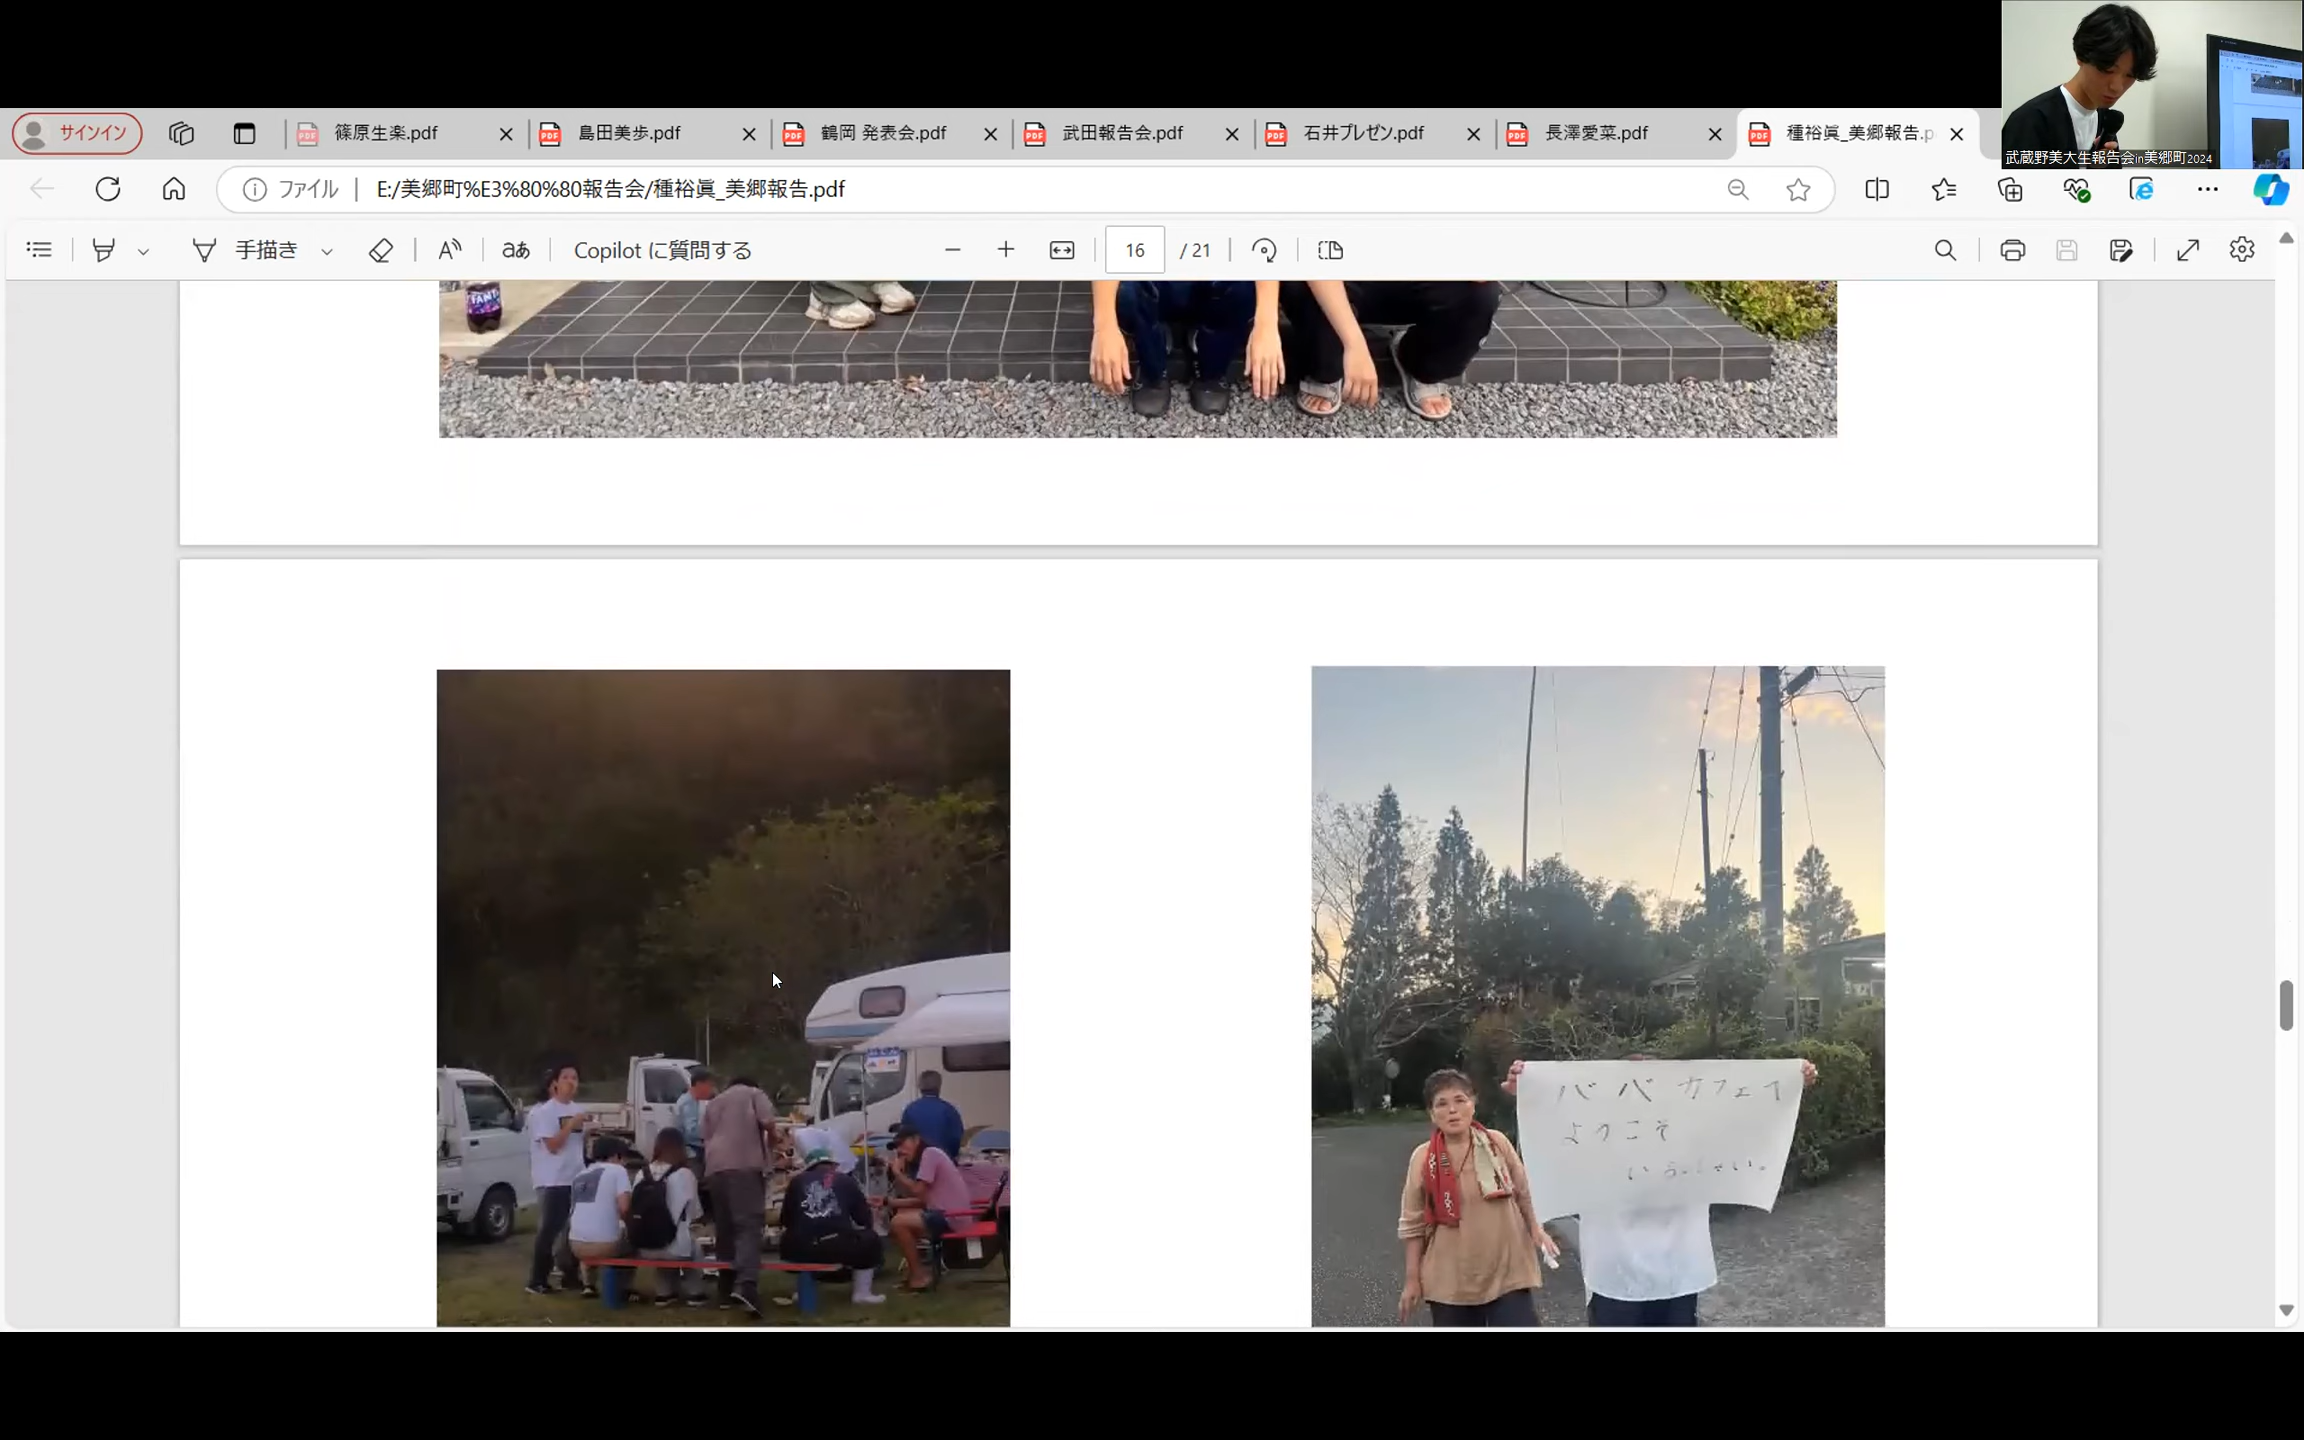 サインイン
篠原生楽.pdf
島田美歩.pdf
鶴岡 発表会.pdf
武田報告会.pdf
石井プレゼン.pdf
長澤愛菜.pdf
種裕眞_美郷報告.p
武蔵野美大生報告会in美郷町2024
ファイル
E:/美郷町%E3%80%80報告会/種裕眞_美郷報告.pdf
手描き
aあ
Copilot に質問する
16
/ 21
FANT
ババカフェへ
ようこそ
いらっしゃい。